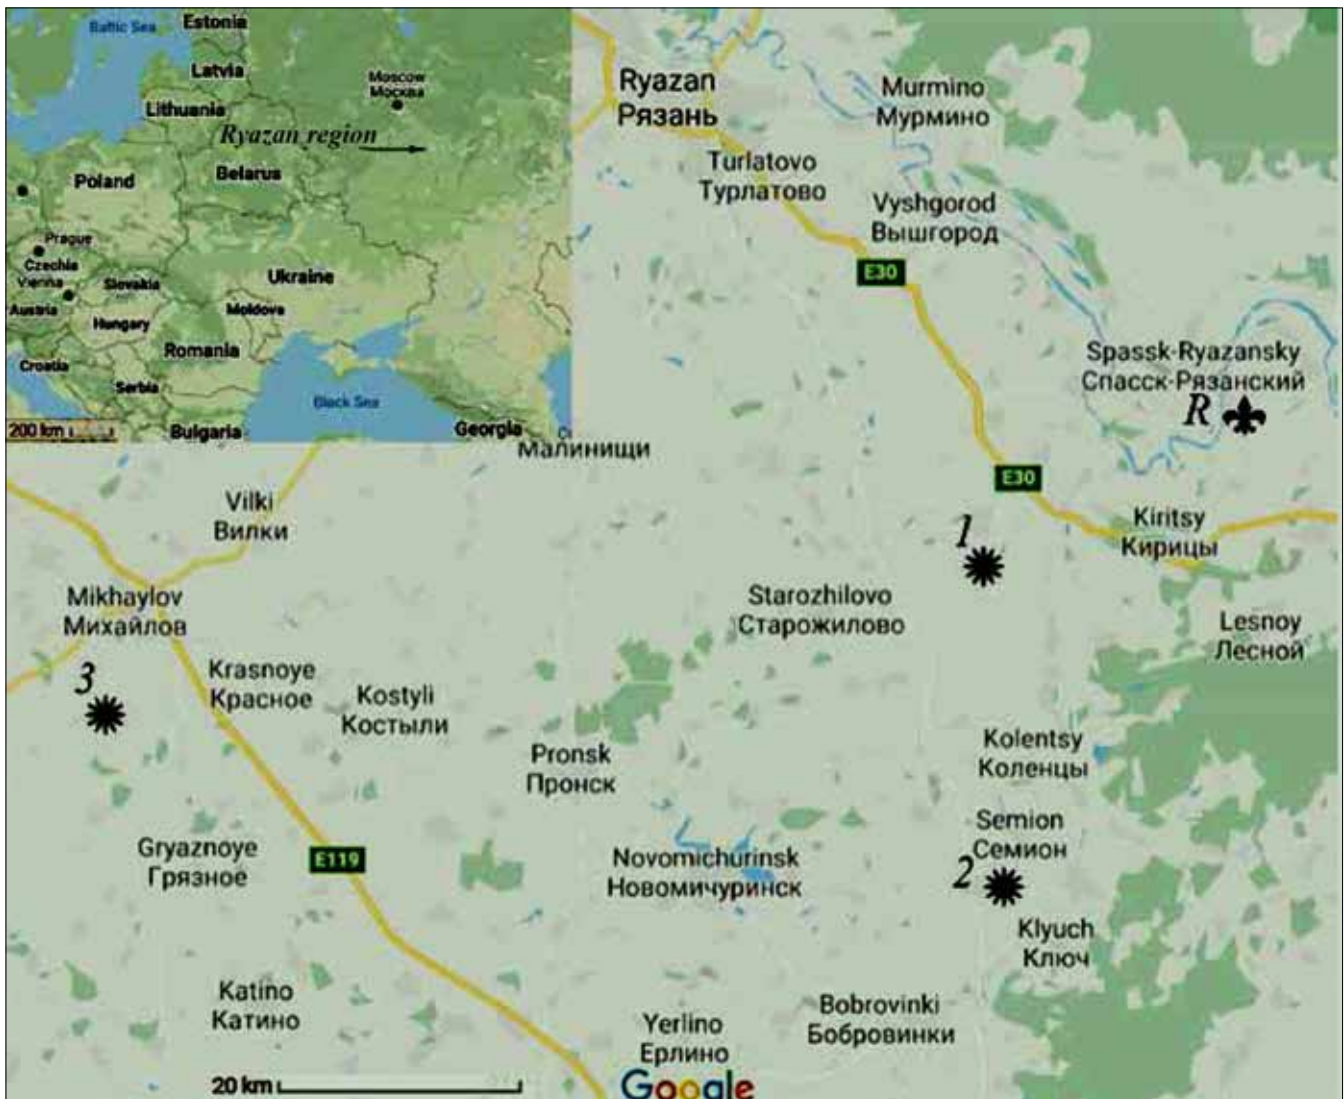 Baltic Sea
Estonia
Latvia
Moscow
Москва
Lithuania
Ryazan region
Belarus
Poland
Prague
Czechia
Vienna
Slovakia
Ukraine
Austria
Hungary
Moldova
Romania
Croatia
Serbia
Black Sea
200 km
Bulgaria
Georgia
Ryazan
Рязань
Murmino
Мурмино
Turlatovo
Турлатово
Vyshgorod
Вышгород
E30
Spassk-Ryazansky
Спасск-Рязанский
R
Малинищи
E30
Vilki
Вилки
Kiritsy
Кирицы
1
Mikhaylov
Михайлов
Starozhilovo
Старожилово
Lesnoy
Лесной
3
Krasnoye
Красное
Kostyli
Костыли
Pronsk
Пронск
Kolentsy
Коленцы
Semion
Семион
Gryaznoye
Грязное
E119
Novomichurinsk
Новомичуринск
2
Klyuch
Ключ
Katino
Катино
Bobrovinki
Бобровинки
Yerlino
Ерлино
20 km
Google